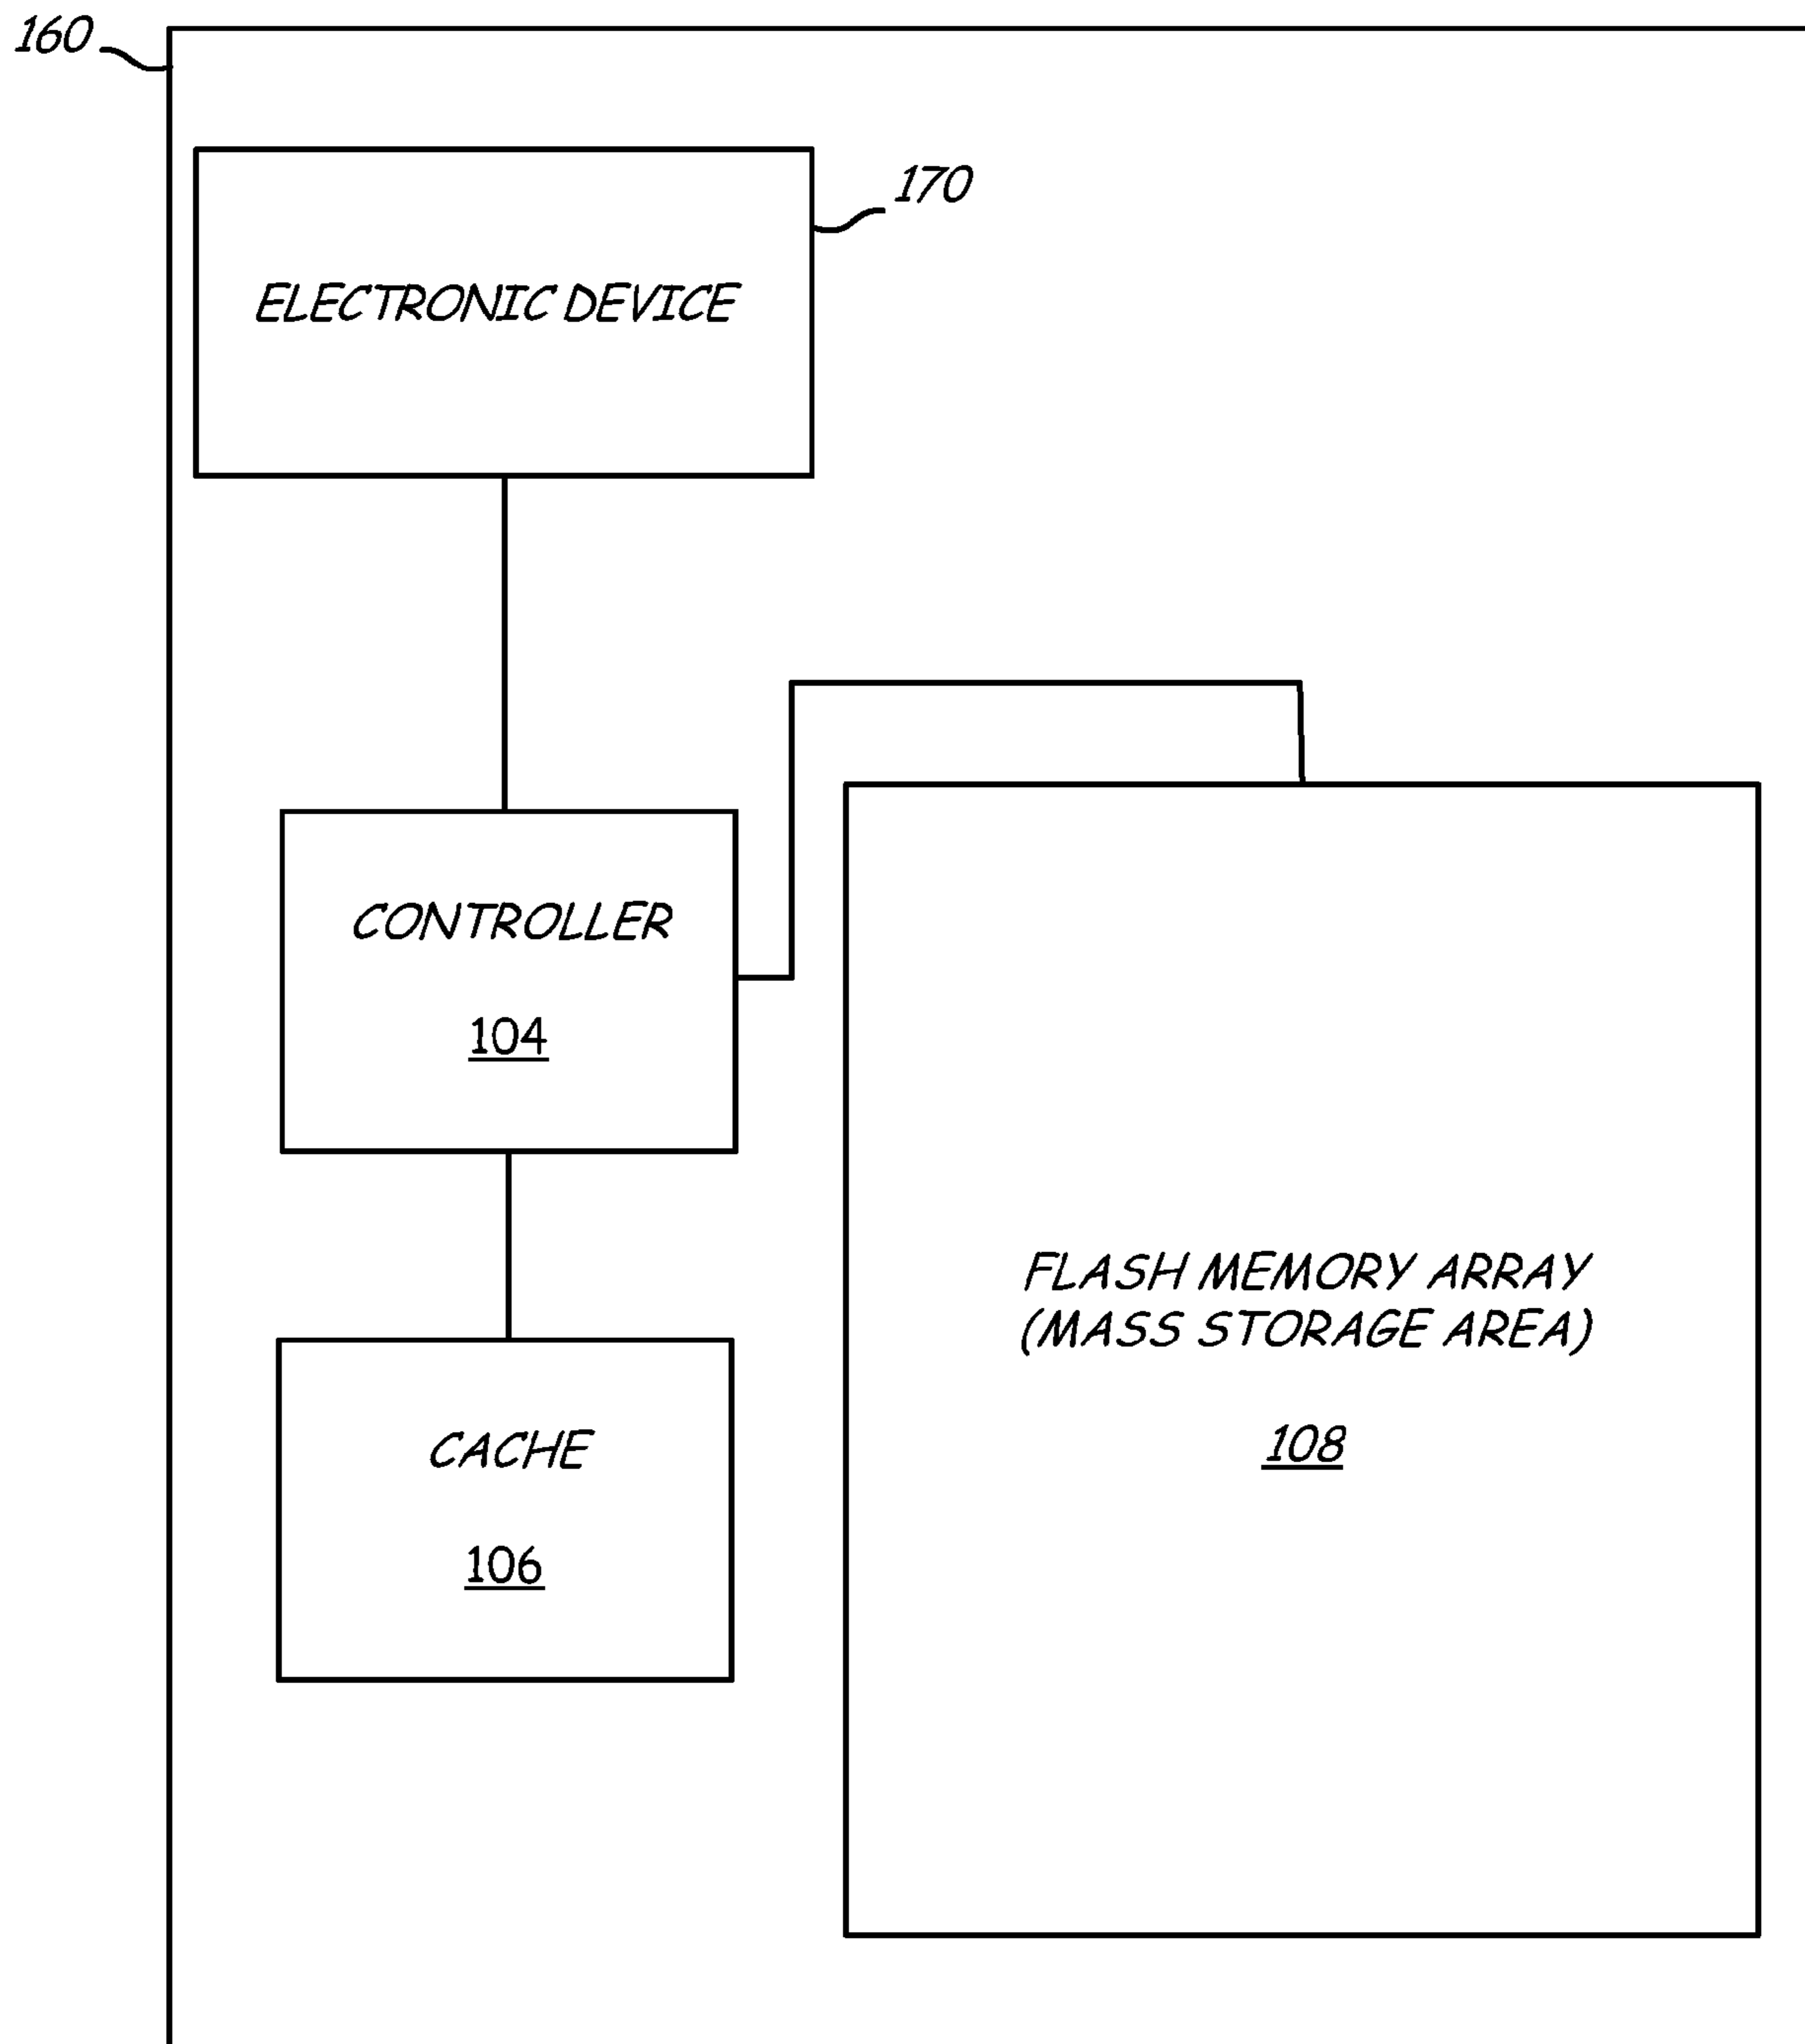 160
170
ELECTRONIC DEVICE
CONTROLLER
104
FLASH MEMORY ARRAY
(MASS STORAGE AREA)
108
CACHE
106